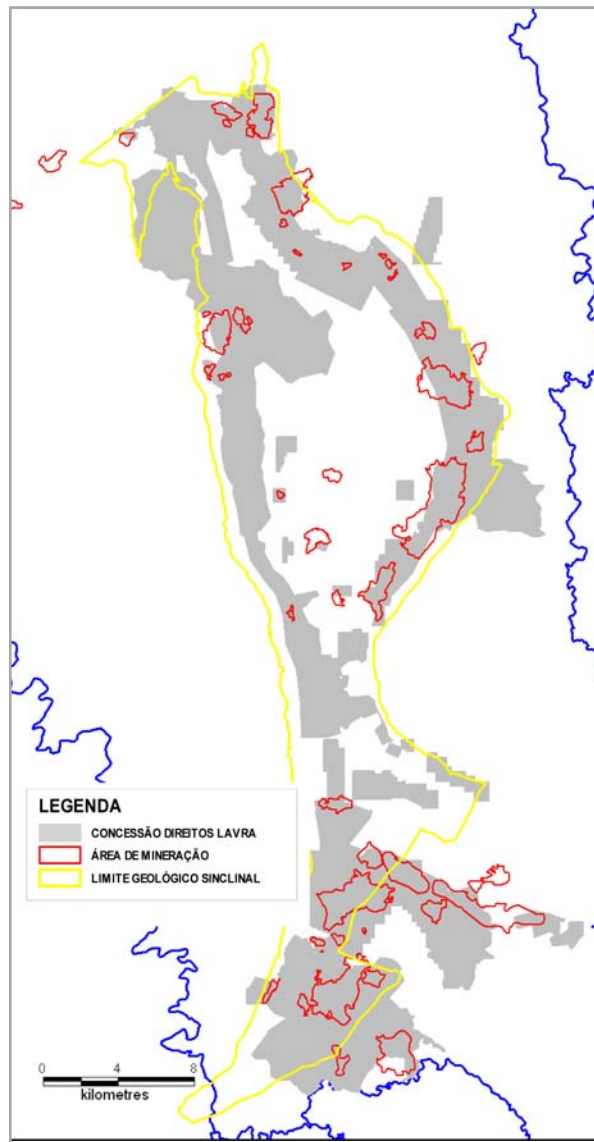 LEGENDA
CONCESSÃO DIREITOS LAVRA
ÁREA DE MINERAÇÃO
LIMITE GEOLÓGICO SINCLINAL
0 4 8
kilometres